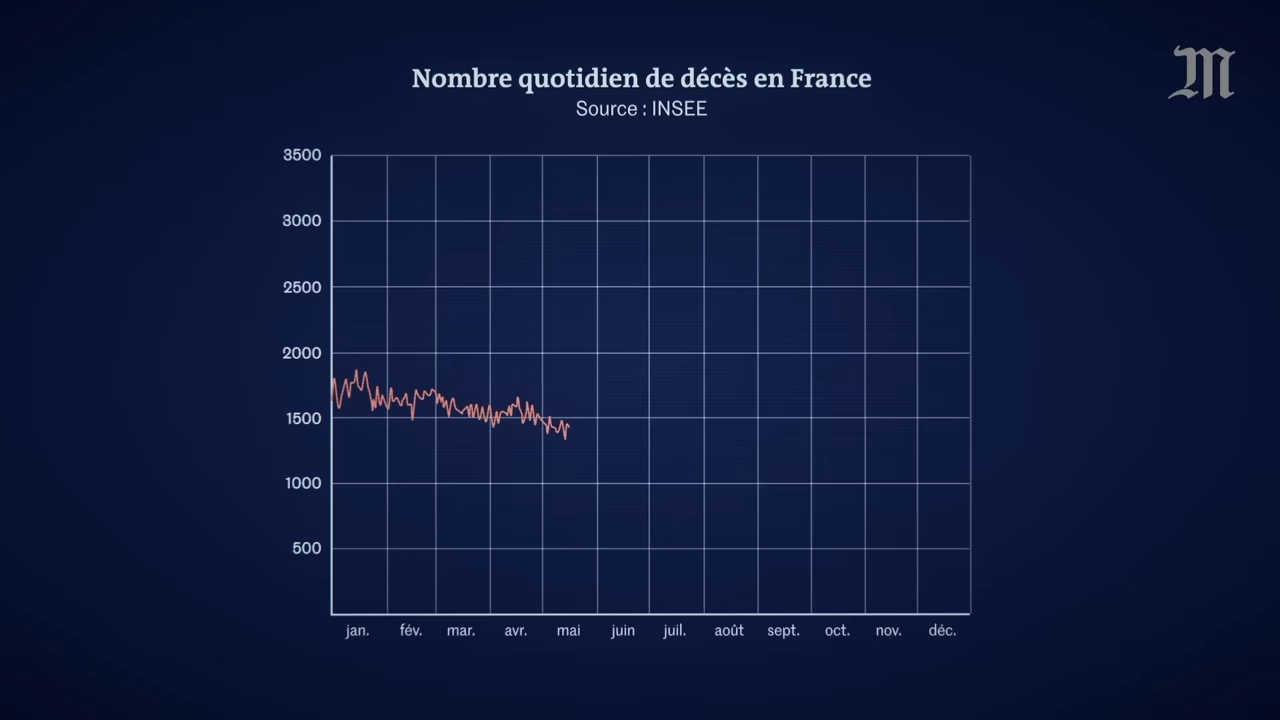 Nombre quotidien de décès en France
Source : INSEE
M
3500
3000
2500
2000
1500
1000
500
jan. fév. mar. avr. mai juin juil. août sept. oct. nov. déc.